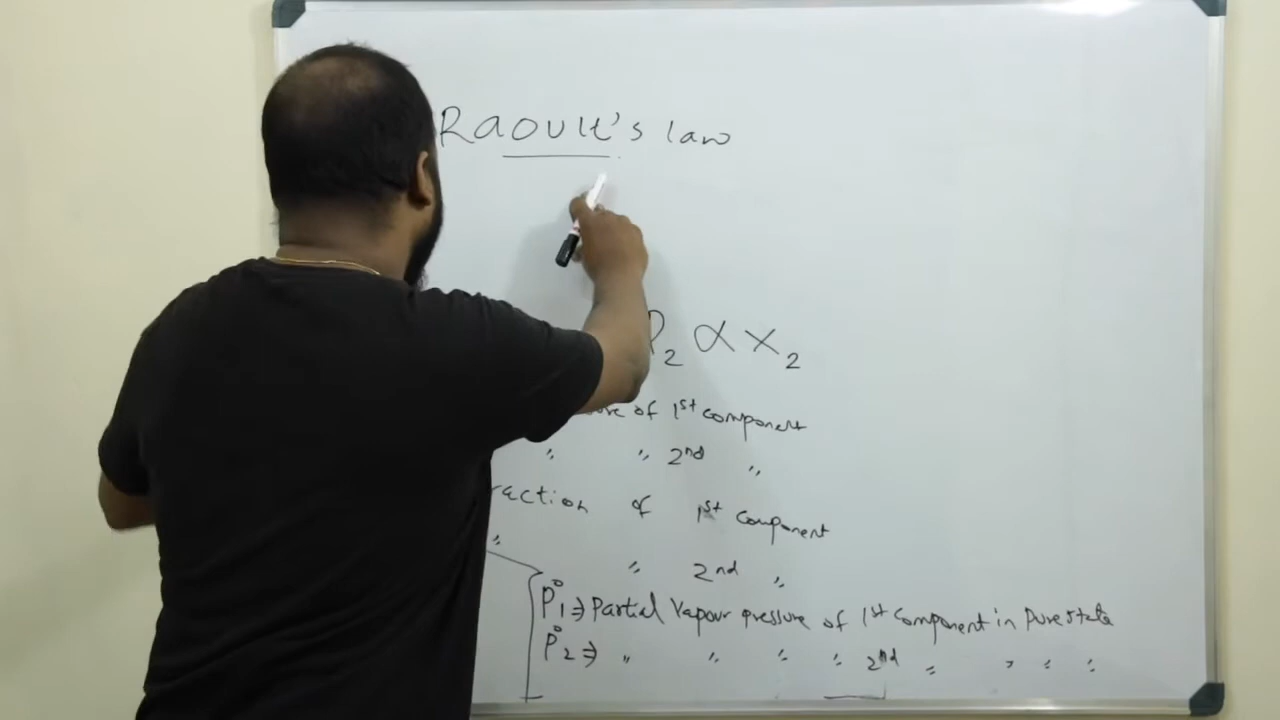 Raoult's law
P₂ ∝ x₂
of 1st component
〃 〃 2nd 〃
of 1st component
〃
〃 2nd 〃
P°₁ ⇒ Partial Vapour pressure of 1st Component in Pure state
P°₂ ⇒ 〃 〃 〃 〃 2nd 〃 〃 〃 〃